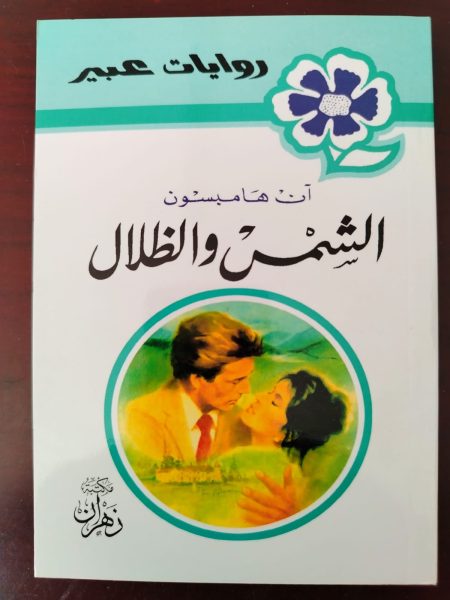 روايات عبير
آن هامبسون
الشمس والظلال
مكتبة
زهران